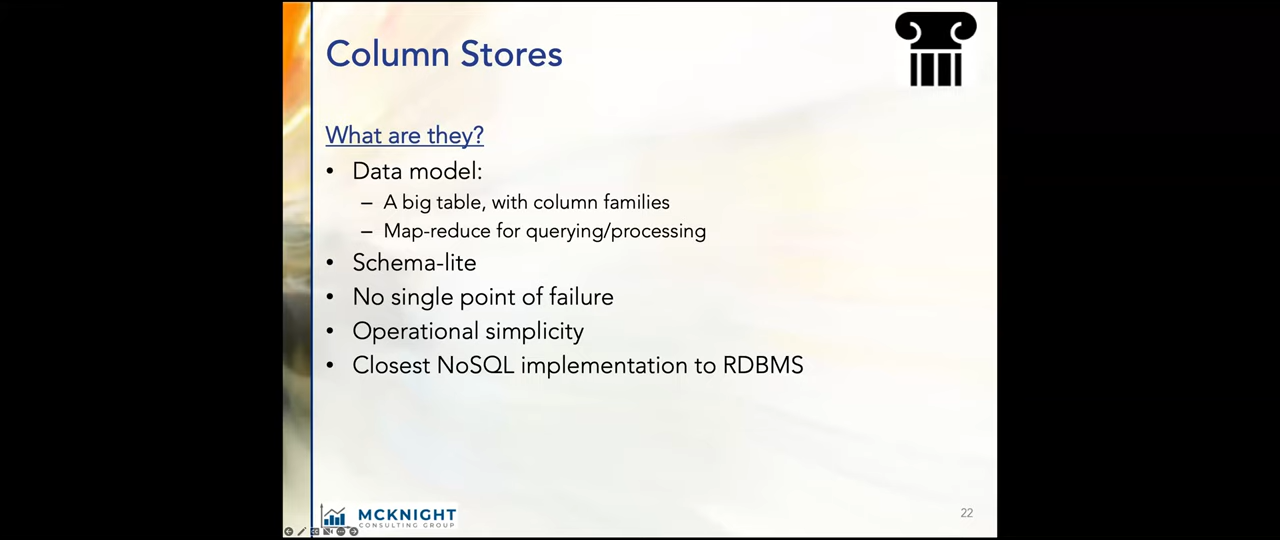 Column Stores
What are they?
• Data model:
– A big table, with column families
– Map-reduce for querying/processing
• Schema-lite
• No single point of failure
• Operational simplicity
• Closest NoSQL implementation to RDBMS
MCKNIGHT
CONSULTING GROUP
22